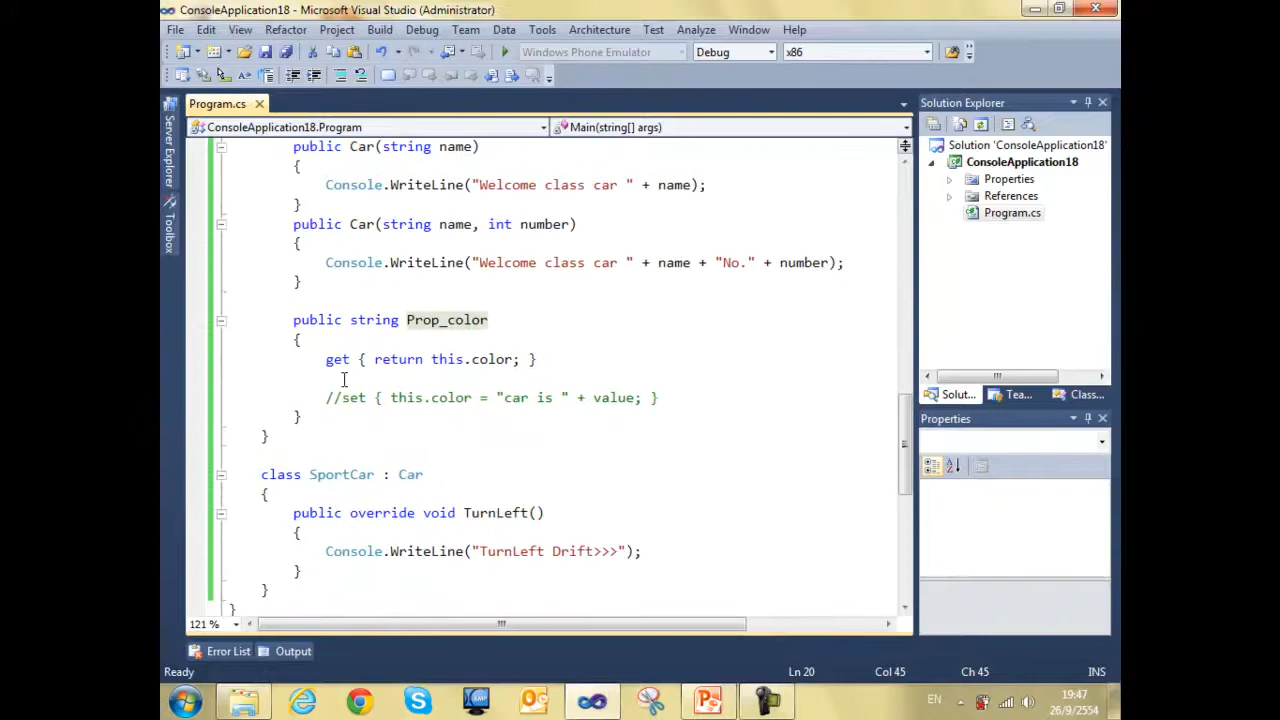 ConsoleApplication18 - Microsoft Visual Studio (Administrator)
File Edit View Refactor Project Build Debug Team Data Tools Architecture Test Analyze Window Help
Windows Phone Emulator Debug x86
Program.cs
ConsoleApplication18.Program Main(string[] args)
public Car(string name)
{
Console.WriteLine("Welcome class car " + name);
}
public Car(string name, int number)
{
Console.WriteLine("Welcome class car " + name + "No." + number);
}
public string Prop_color
{
get { return this.color; }
//set { this.color = "car is " + value; }
}
}
class SportCar : Car
{
public override void TurnLeft()
{
Console.WriteLine("TurnLeft Drift>>>");
}
}
}
121 %
Server Explorer
Toolbox
Solution Explorer
Solution 'ConsoleApplication18'
ConsoleApplication18
Properties
References
Program.cs
Solut... Tea... Class...
Properties
Error List Output
Ready Ln 20 Col 45 Ch 45 INS
EN 19:47
26/9/2554